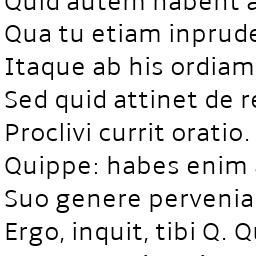 Quid autem habent a
Qua tu etiam inprude
Itaque ab his ordiam
Sed quid attinet de re
Proclivi currit oratio.
Quippe: habes enim
Suo genere pervenia
Ergo, inquit, tibi Q. Qu